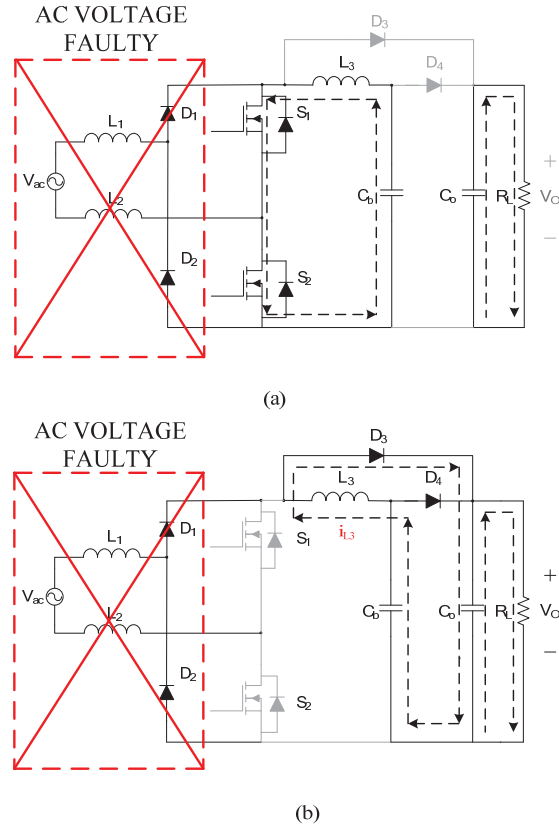 AC VOLTAGE
FAULTY
D3
L3
D4
D1
S1
L1
Vac
L2
Cb
Co
RL
+
VO
−
D2
S2
(a)
AC VOLTAGE
FAULTY
D3
L3
D4
D1
S1
iL3
L1
Vac
L2
Cb
Co
RL
+
VO
−
D2
S2
(b)